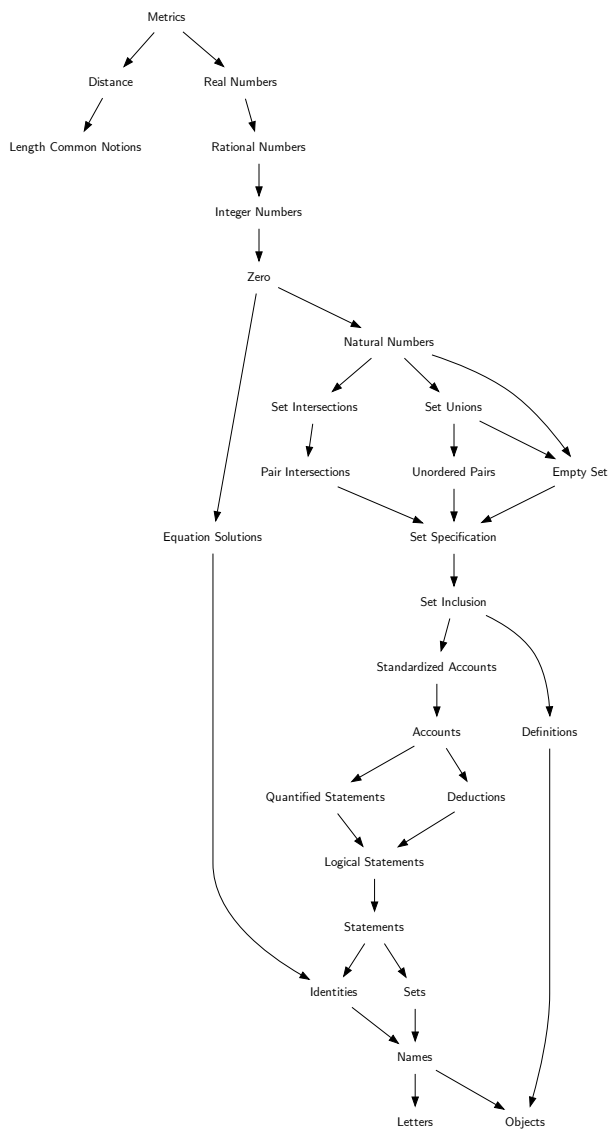 Metrics
Distance
Real Numbers
Length Common Notions
Rational Numbers
Integer Numbers
Zero
Natural Numbers
Set Intersections
Set Unions
Pair Intersections
Unordered Pairs
Empty Set
Equation Solutions
Set Specification
Set Inclusion
Standardized Accounts
Accounts
Definitions
Quantified Statements
Deductions
Logical Statements
Statements
Identities
Sets
Names
Letters
Objects